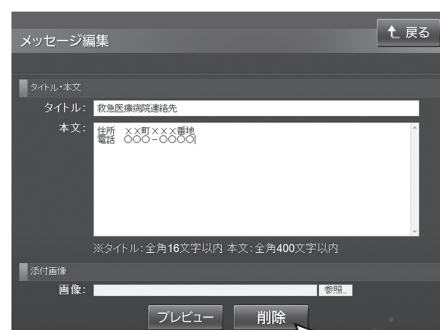 戻る
メッセージ編集
タイトル・本文
タイトル: 救急医療病院連絡先
本文: 住所 ××町×××番地
電話 〇〇〇-〇〇〇〇
※タイトル:全角16文字以内 本文:全角400文字以内
添付画像
画像: 参照...
プレビュー 削除